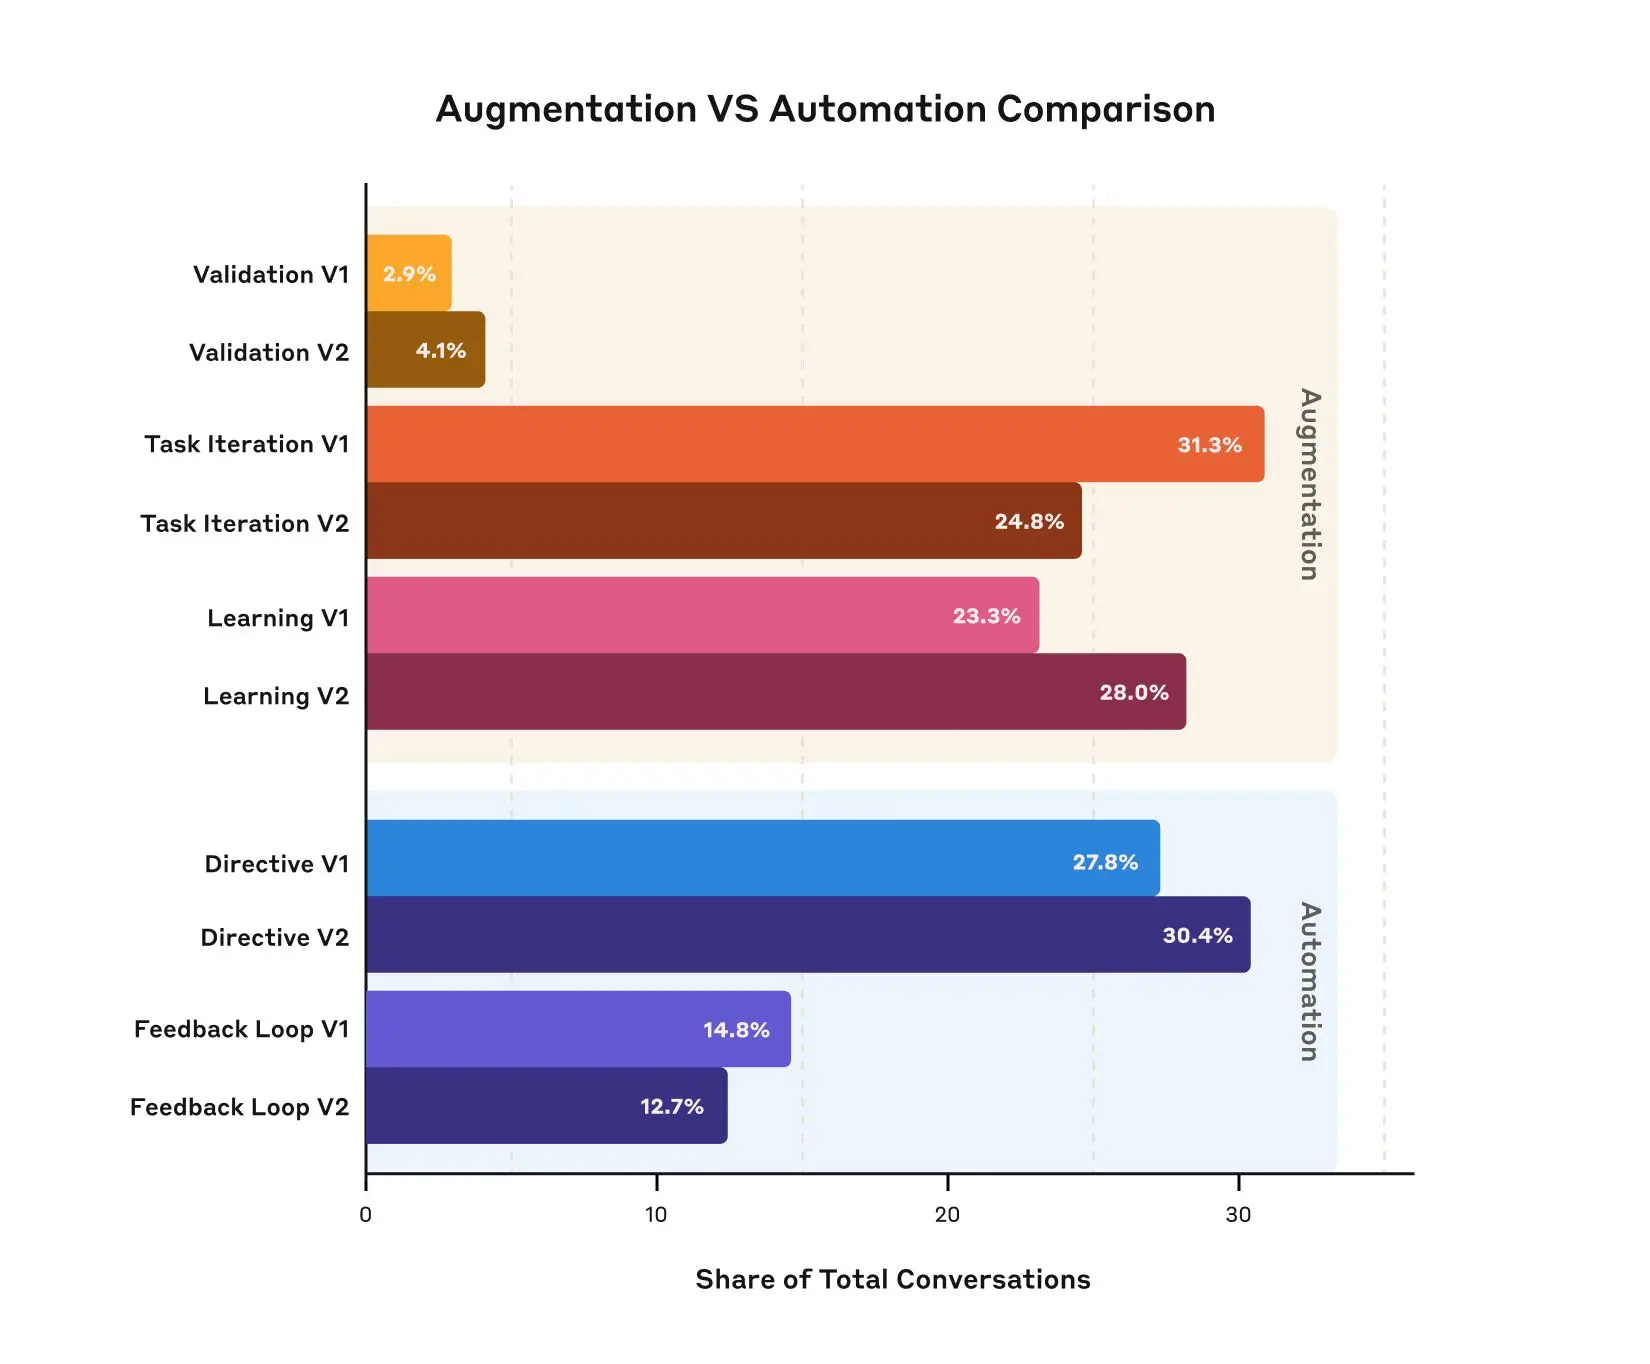 Augmentation VS Automation Comparison
Validation V1
2.9%
Validation V2
4.1%
Task Iteration V1
31.3%
Task Iteration V2
24.8%
Learning V1
23.3%
Learning V2
28.0%
Augmentation
Directive V1
27.8%
Directive V2
30.4%
Feedback Loop V1
14.8%
Feedback Loop V2
12.7%
Automation
0
10
20
30
Share of Total Conversations